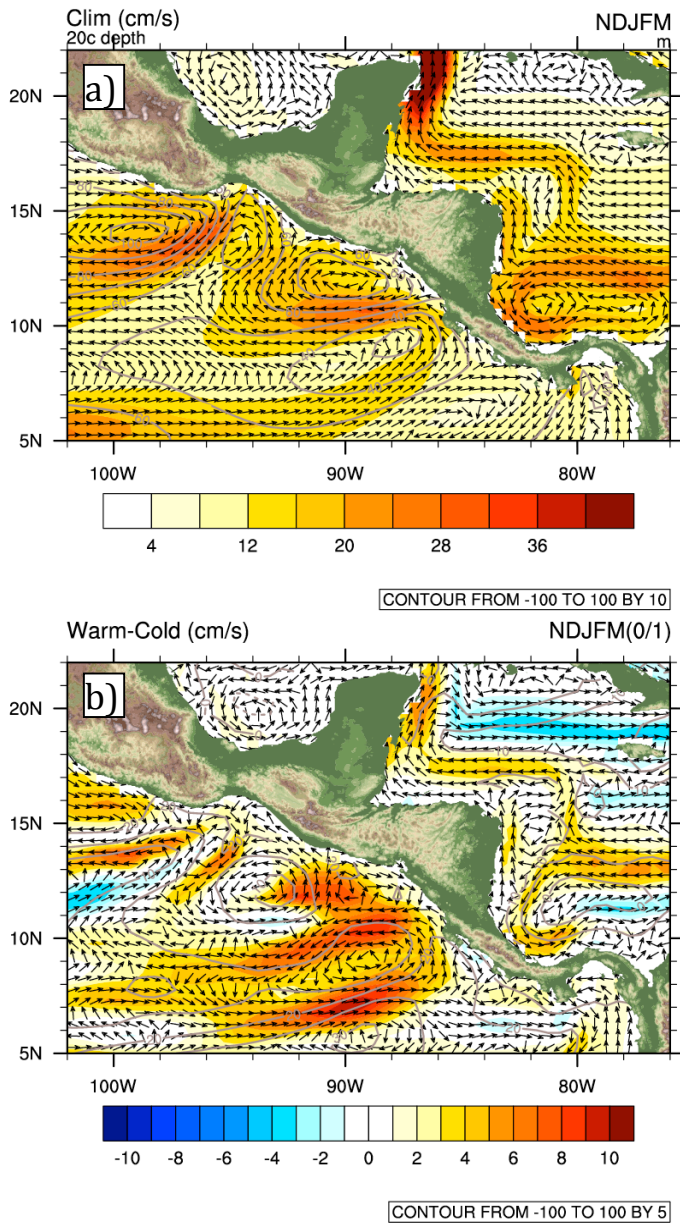 Clim (cm/s) NDJFM
20c depth m
a)
20N
15N
10N
5N
100W 90W 80W
4 12 20 28 36
CONTOUR FROM -100 TO 100 BY 10
Warm-Cold (cm/s) NDJFM(0/1)
b)
20N
15N
10N
5N
100W 90W 80W
-10 -8 -6 -4 -2 0 2 4 6 8 10
CONTOUR FROM -100 TO 100 BY 5